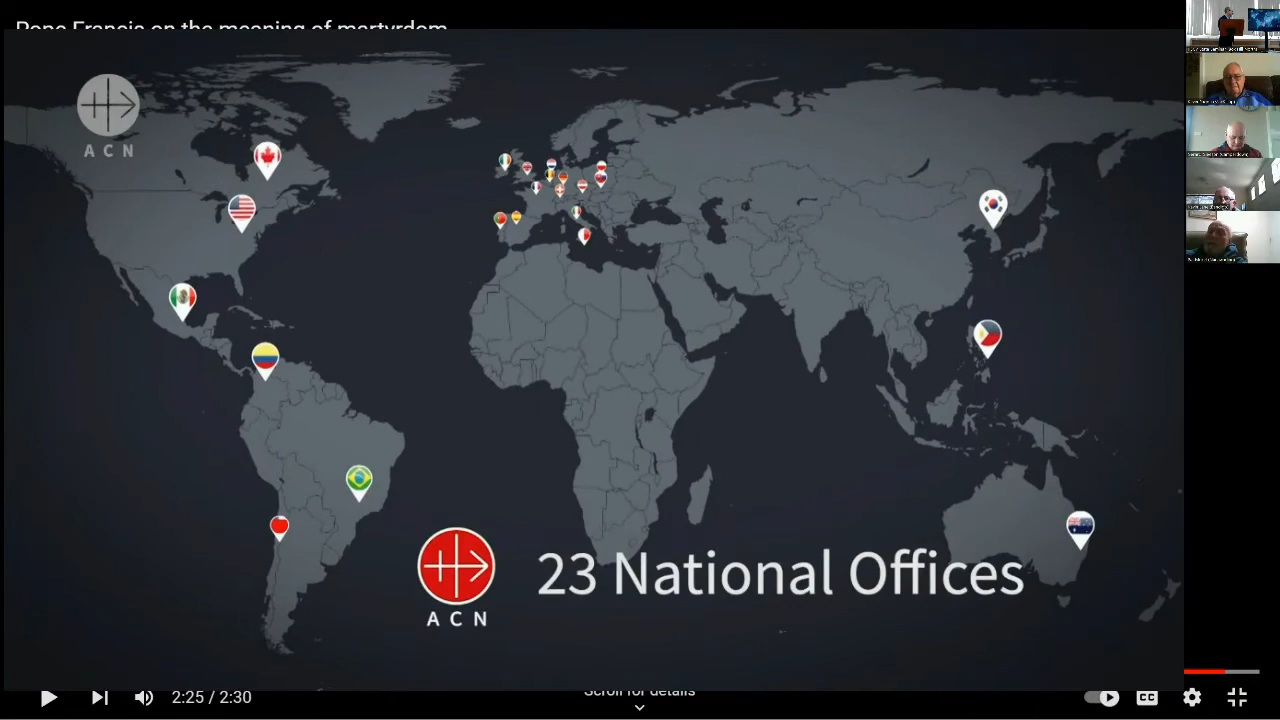 Pope Francis on the meaning of martyrdom
ACN
23 National Offices
ACN
2:25 / 2:30
Scroll for details
CC